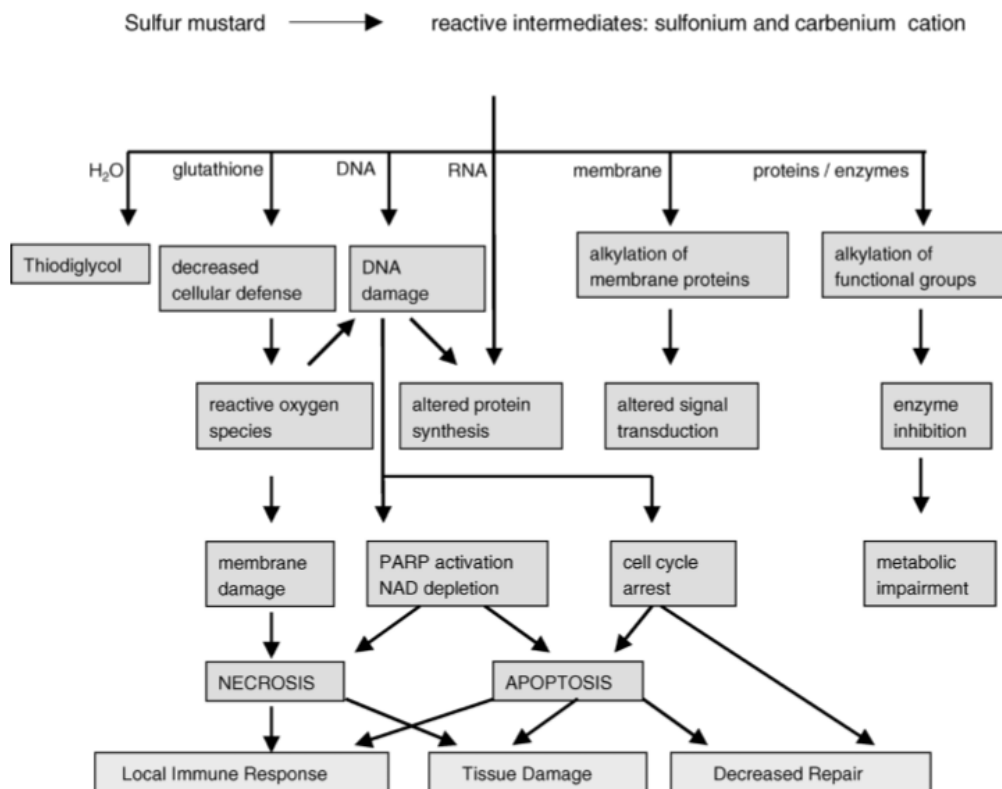 Sulfur mustard reactive intermediates: sulfonium and carbenium cation
H₂O glutathione DNA RNA membrane proteins / enzymes
Thiodiglycol
decreased
cellular defense
DNA
damage
alkylation of
membrane proteins
alkylation of
functional groups
reactive oxygen
species
altered protein
synthesis
altered signal
transduction
enzyme
inhibition
membrane
damage
PARP activation
NAD depletion
cell cycle
arrest
metabolic
impairment
NECROSIS
APOPTOSIS
Local Immune Response
Tissue Damage
Decreased Repair